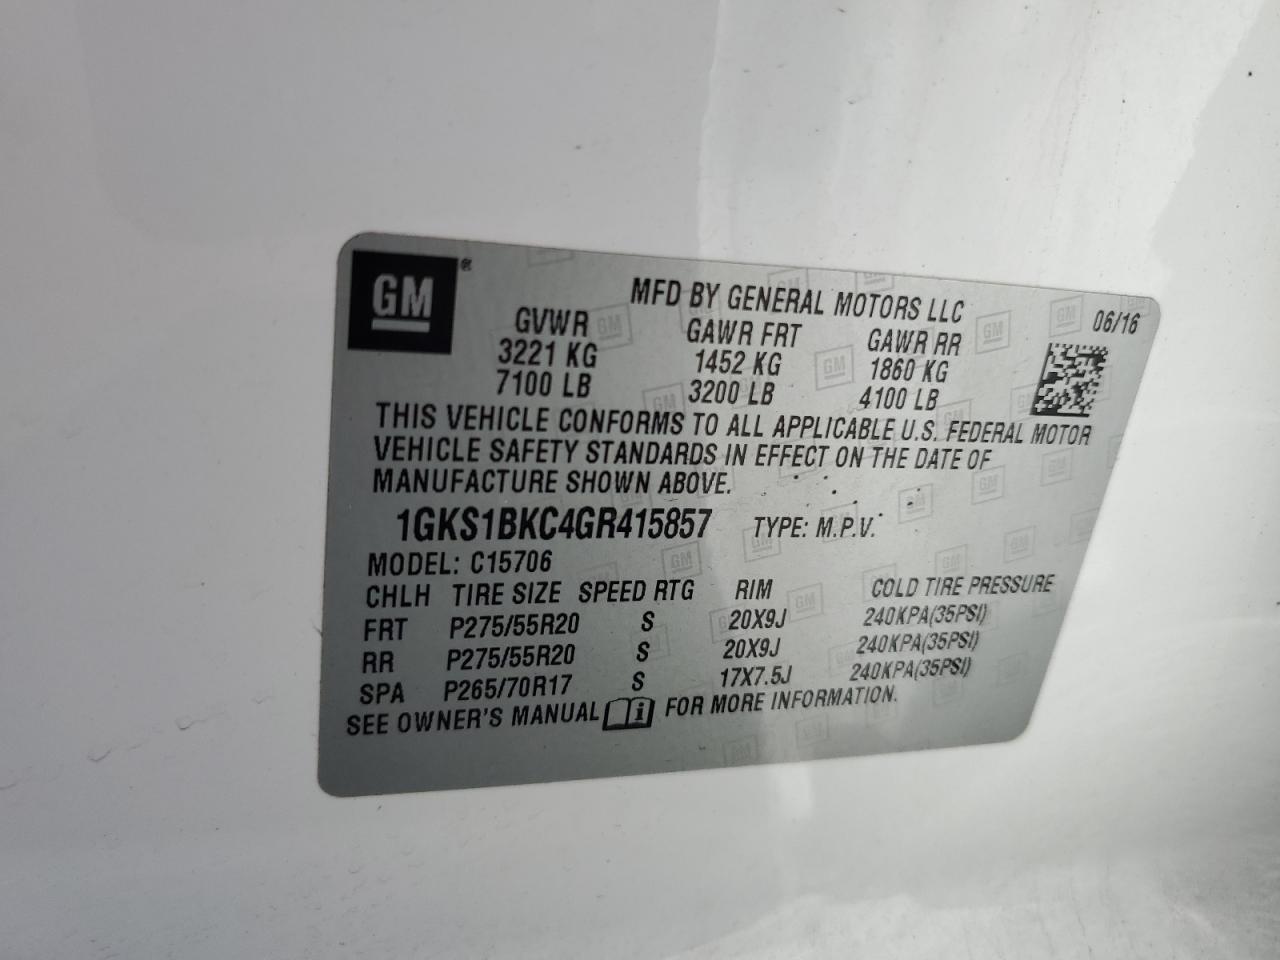 GM®
MFD BY GENERAL MOTORS LLC
06/16
GVWR GAWR FRT GAWR RR
3221 KG 1452 KG 1860 KG
7100 LB 3200 LB 4100 LB
THIS VEHICLE CONFORMS TO ALL APPLICABLE U.S. FEDERAL MOTOR
VEHICLE SAFETY STANDARDS IN EFFECT ON THE DATE OF
MANUFACTURE SHOWN ABOVE.
1GKS1BKC4GR415857 TYPE: M.P.V.
MODEL: C15706
CHLH TIRE SIZE SPEED RTG RIM COLD TIRE PRESSURE
FRT P275/55R20 S 20X9J 240KPA(35PSI)
RR P275/55R20 S 20X9J 240KPA(35PSI)
SPA P265/70R17 S 17X7.5J 240KPA(35PSI)
SEE OWNER'S MANUAL i FOR MORE INFORMATION.